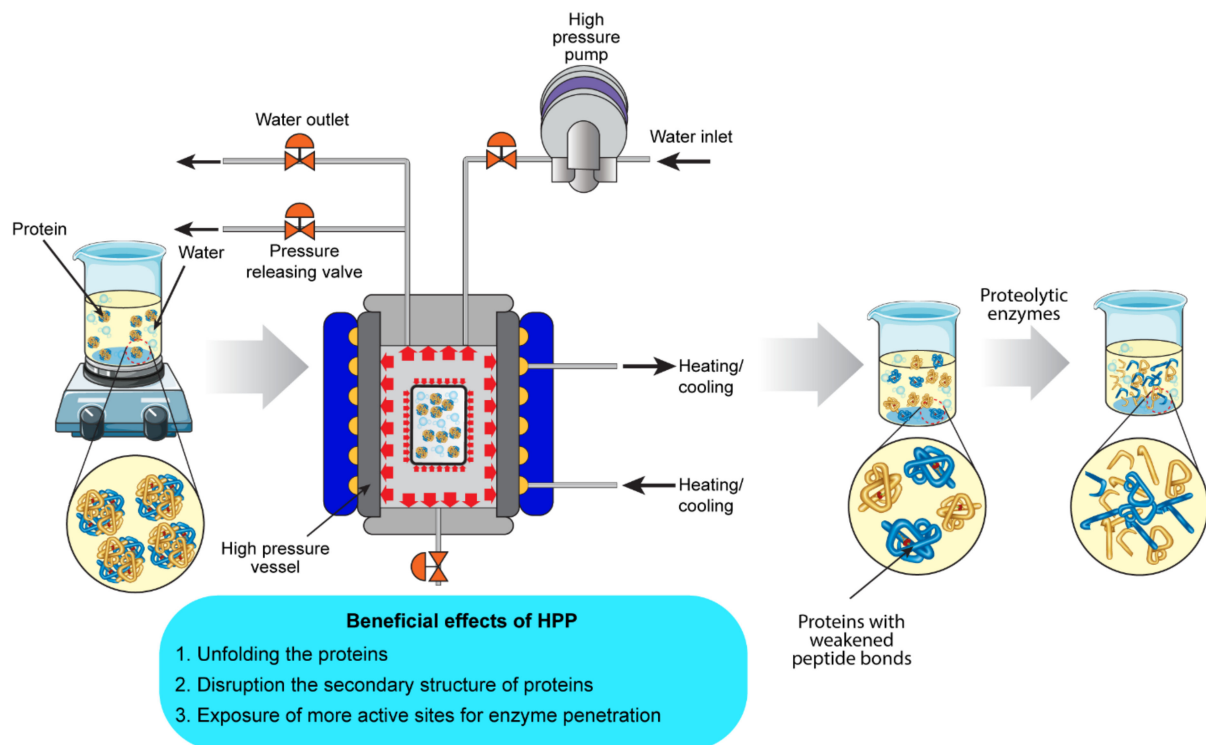 High
pressure
pump
Water outlet
Water inlet
Protein
Water
Pressure
releasing valve
Proteolytic
enzymes
Heating/
cooling
Heating/
cooling
High pressure
vessel
Proteins with
weakened
peptide bonds
Beneficial effects of HPP
1. Unfolding the proteins
2. Disruption the secondary structure of proteins
3. Exposure of more active sites for enzyme penetration